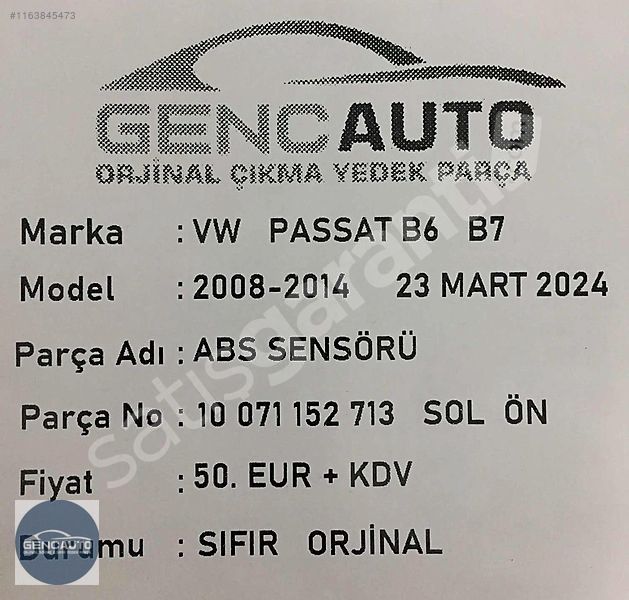 #1163845473
GENCAUTO
ORJİNAL ÇIKMA YEDEK PARÇA
Marka : VW PASSAT B6 B7
Model : 2008-2014 23 MART 2024
Parça Adı : ABS SENSÖRÜ
Parça No : 10 071 152 713 SOL ÖN
Fiyat : 50. EUR + KDV
Durumu : SIFIR ORJİNAL
GENCAUTO
satışgaranti